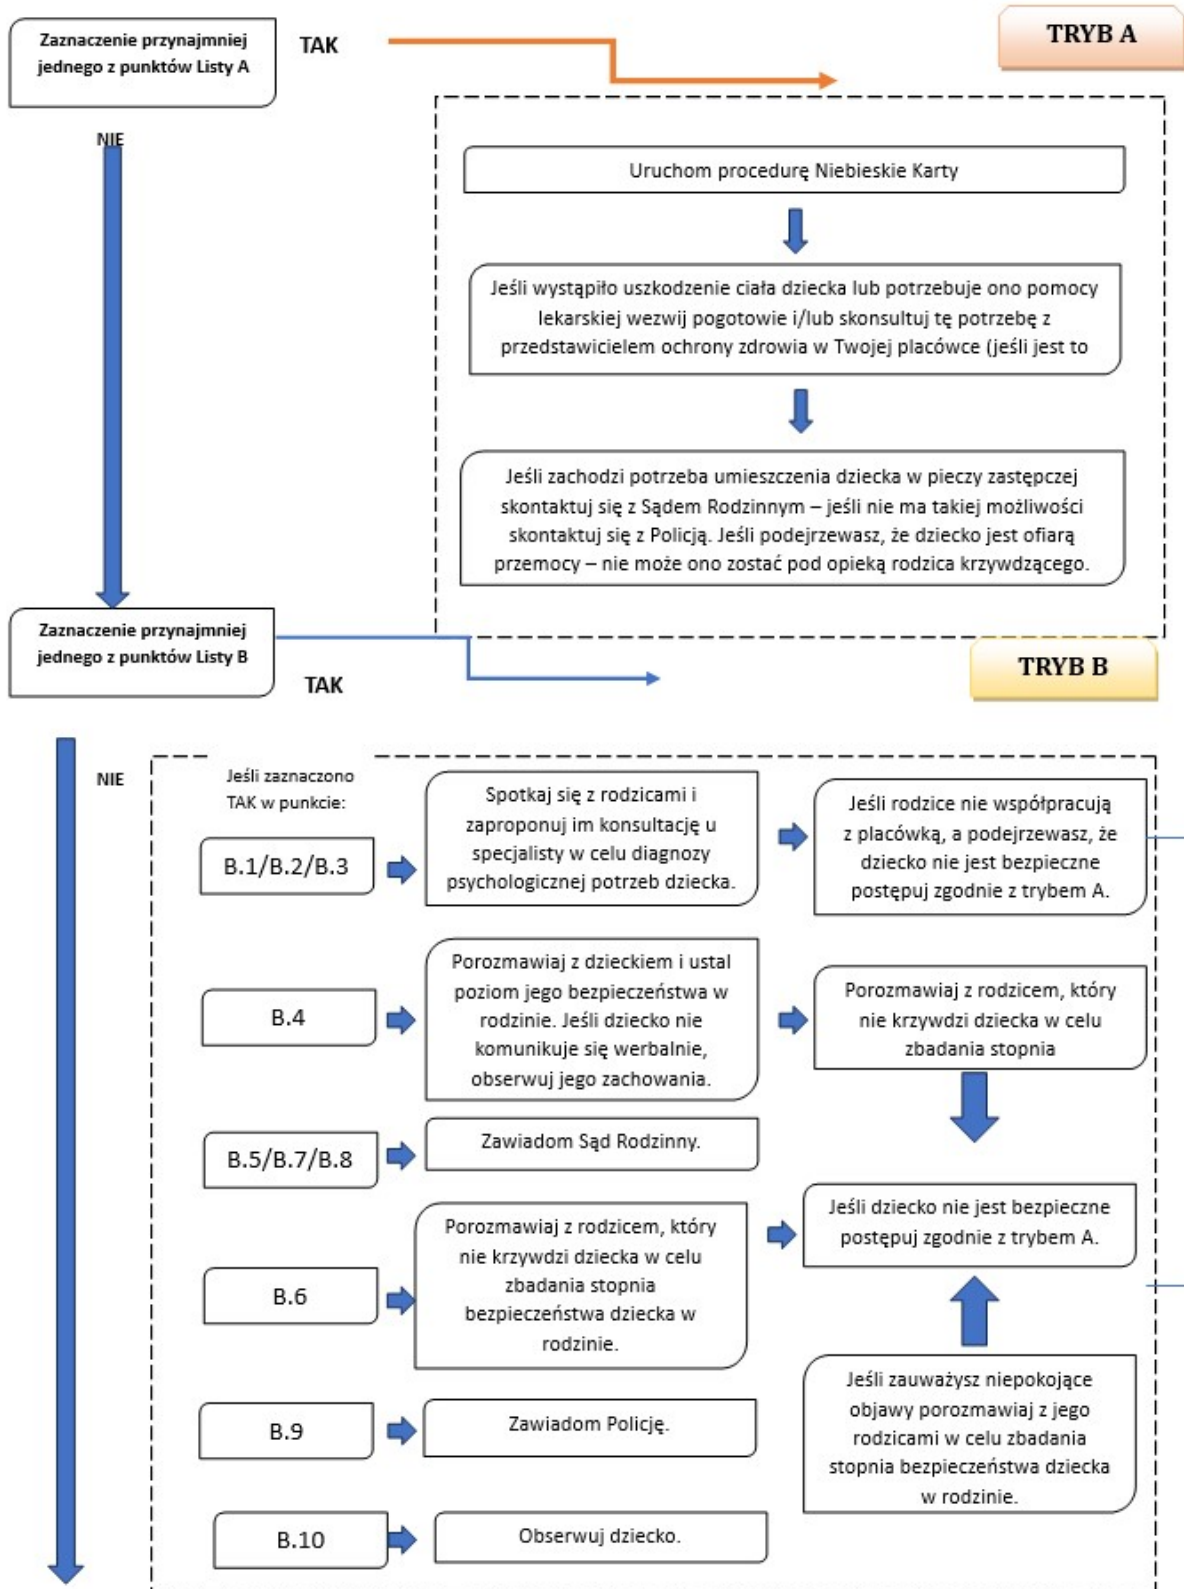 Zaznaczenie przynajmniej
jednego z punktów Listy A
TAK
TRYB A
NIE
Uruchom procedurę Niebieskie Karty
Jeśli wystąpiło uszkodzenie ciała dziecka lub potrzebuje ono pomocy
lekarskiej wezwij pogotowie i/lub skonsultuj tę potrzebę z
przedstawicielem ochrony zdrowia w Twojej placówce (jeśli jest to
Jeśli zachodzi potrzeba umieszczenia dziecka w pieczy zastępczej
skontaktuj się z Sądem Rodzinnym – jeśli nie ma takiej możliwości
skontaktuj się z Policją. Jeśli podejrzewasz, że dziecko jest ofiarą
przemocy – nie może ono zostać pod opieką rodzica krzywdzącego.
Zaznaczenie przynajmniej
jednego z punktów Listy B
TAK
TRYB B
NIE
Jeśli zaznaczono
TAK w punkcie:
B.1/B.2/B.3
Spotkaj się z rodzicami i
zaproponuj im konsultację u
specjalisty w celu diagnozy
psychologicznej potrzeb dziecka.
Jeśli rodzice nie współpracują
z placówką, a podejrzewasz, że
dziecko nie jest bezpieczne
postępuj zgodnie z trybem A.
B.4
Porozmawiaj z dzieckiem i ustal
poziom jego bezpieczeństwa w
rodzinie. Jeśli dziecko nie
komunikuje się werbalnie,
obserwuj jego zachowania.
Porozmawiaj z rodzicem, który
nie krzywdzi dziecka w celu
zbadania stopnia
B.5/B.7/B.8
Zawiadom Sąd Rodzinny.
B.6
Porozmawiaj z rodzicem, który
nie krzywdzi dziecka w celu
zbadania stopnia
bezpieczeństwa dziecka w
rodzinie.
Jeśli dziecko nie jest bezpieczne
postępuj zgodnie z trybem A.
B.9
Zawiadom Policję.
Jeśli zauważysz niepokojące
objawy porozmawiaj z jego
rodzicami w celu zbadania
stopnia bezpieczeństwa dziecka
w rodzinie.
B.10
Obserwuj dziecko.